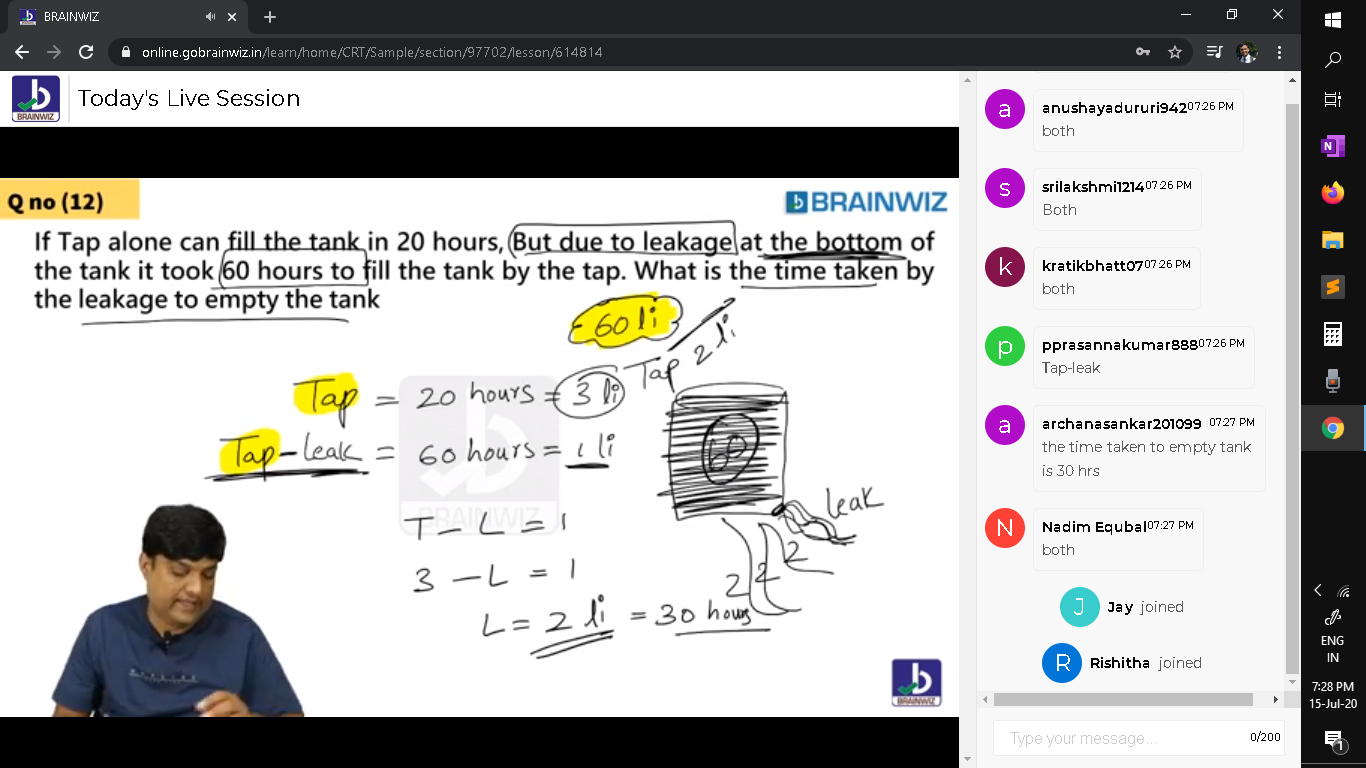 BRAINWIZ
online.gobrainwiz.in/learn/home/CRT/Sample/section/97702/lesson/614814
BRAINWIZ
Today's Live Session
Q no (12)
BRAINWIZ
If Tap alone can fill the tank in 20 hours, But due to leakage at the bottom of
the tank it took 60 hours to fill the tank by the tap. What is the time taken by
the leakage to empty the tank
60 li
Tap 2 li
Tap = 20 hours = 3 li
Tap - leak = 60 hours = 1 li
60
leak
BRAINWIZ
T - L = 1
3 - L = 1
2 2 2
L = 2 li = 30 hours
BRAINWIZ
a
anushayadururi942 07:26 PM
both
s
srilakshmi1214 07:26 PM
Both
k
kratikbhatt07 07:26 PM
both
p
pprasannakumar888 07:26 PM
Tap-leak
a
archanasankar201099 07:27 PM
the time taken to empty tank
is 30 hrs
N
Nadim Equbal 07:27 PM
both
J
Jay joined
R
Rishitha joined
Type your message...
0/200
N
S
ENG
IN
7:28 PM
15-Jul-20
1